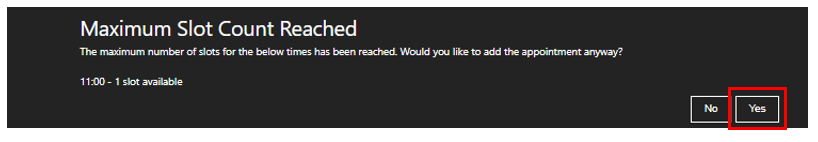 Maximum Slot Count Reached
The maximum number of slots for the below times has been reached. Would you like to add the appointment anyway?
11:00 - 1 slot available
No Yes